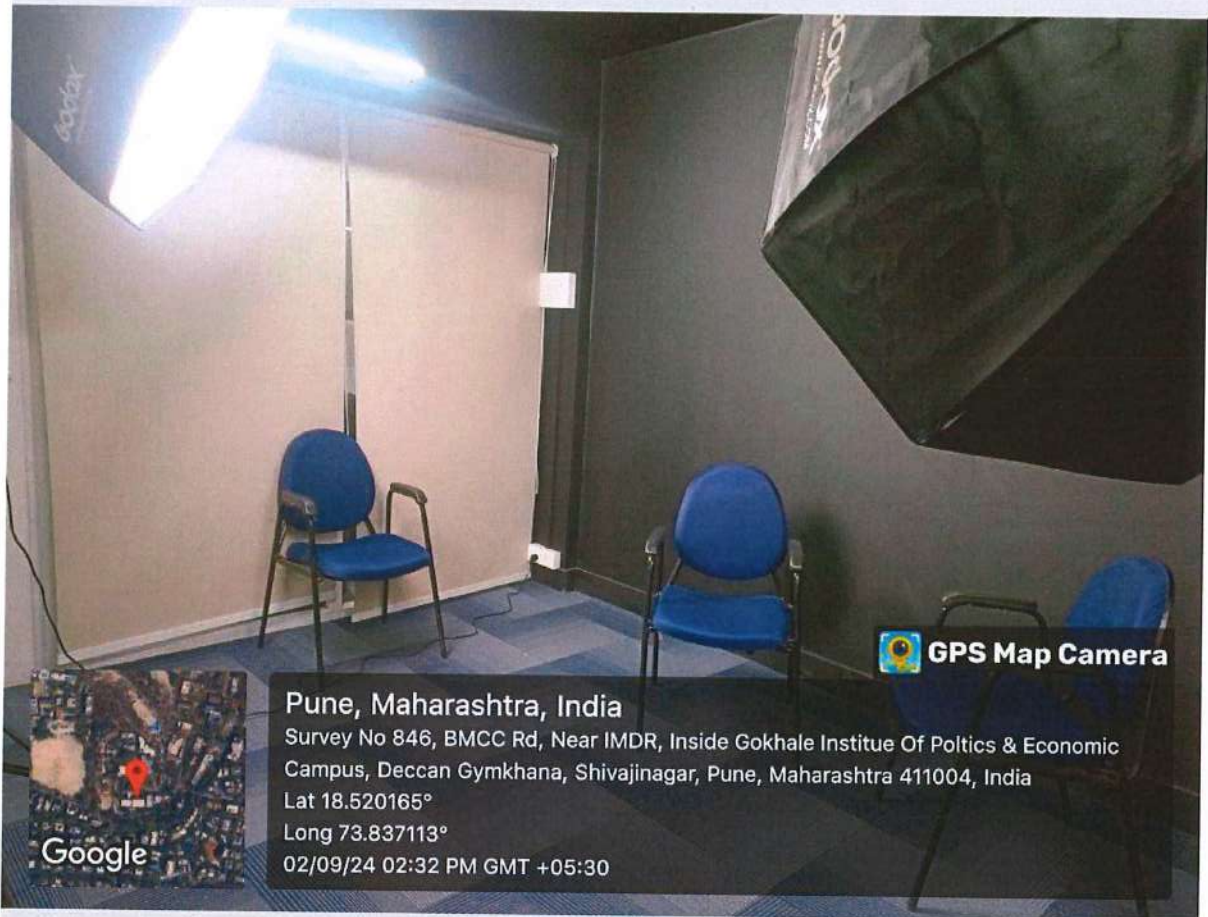 Godox
GODOX
GPS Map Camera
Pune, Maharashtra, India
Survey No 846, BMCC Rd, Near IMDR, Inside Gokhale Institue Of Poltics & Economic
Campus, Deccan Gymkhana, Shivajinagar, Pune, Maharashtra 411004, India
Lat 18.520165°
Long 73.837113°
02/09/24 02:32 PM GMT +05:30
Google